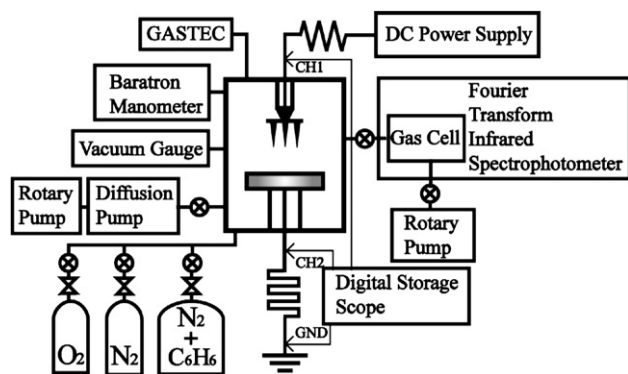 GASTEC
DC Power Supply
CH1
Baratron
Manometer
Fourier
Transform
Infrared
Spectrophotometer
Gas Cell
Vacuum Gauge
Rotary
Pump
Diffusion
Pump
Rotary
Pump
CH2
Digital Storage
Scope
GND
O₂
N₂
N₂
+
C₆H₆